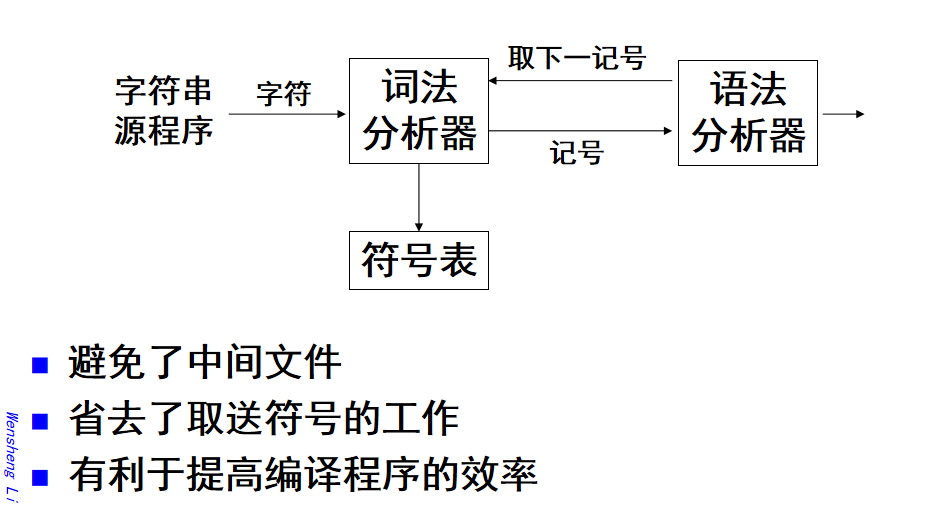 字符串
源程序
字符
词法
分析器
取下一记号
记号
语法
分析器
符号表
避免了中间文件
省去了取送符号的工作
有利于提高编译程序的效率
Wensheng Li